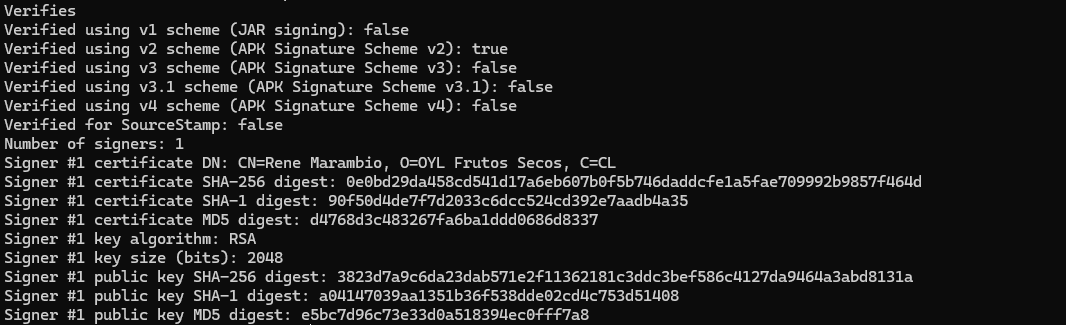 Verifies
Verified using v1 scheme (JAR signing): false
Verified using v2 scheme (APK Signature Scheme v2): true
Verified using v3 scheme (APK Signature Scheme v3): false
Verified using v3.1 scheme (APK Signature Scheme v3.1): false
Verified using v4 scheme (APK Signature Scheme v4): false
Verified for SourceStamp: false
Number of signers: 1
Signer #1 certificate DN: CN=Rene Marambio, O=OYL Frutos Secos, C=CL
Signer #1 certificate SHA-256 digest: 0e0bd29da458cd541d17a6eb607b0f5b746daddcfe1a5fae709992b9857f464d
Signer #1 certificate SHA-1 digest: 90f50d4de7f7d2033c6dcc524cd392e7aadb4a35
Signer #1 certificate MD5 digest: d4768d3c483267fa6ba1ddd0686d8337
Signer #1 key algorithm: RSA
Signer #1 key size (bits): 2048
Signer #1 public key SHA-256 digest: 3823d7a9c6da23dab571e2f11362181c3ddc3bef586c4127da9464a3abd8131a
Signer #1 public key SHA-1 digest: a04147039aa1351b36f538dde02cd4c753d51408
Signer #1 public key MD5 digest: e5bc7d96c73e33d0a518394ec0fff7a8